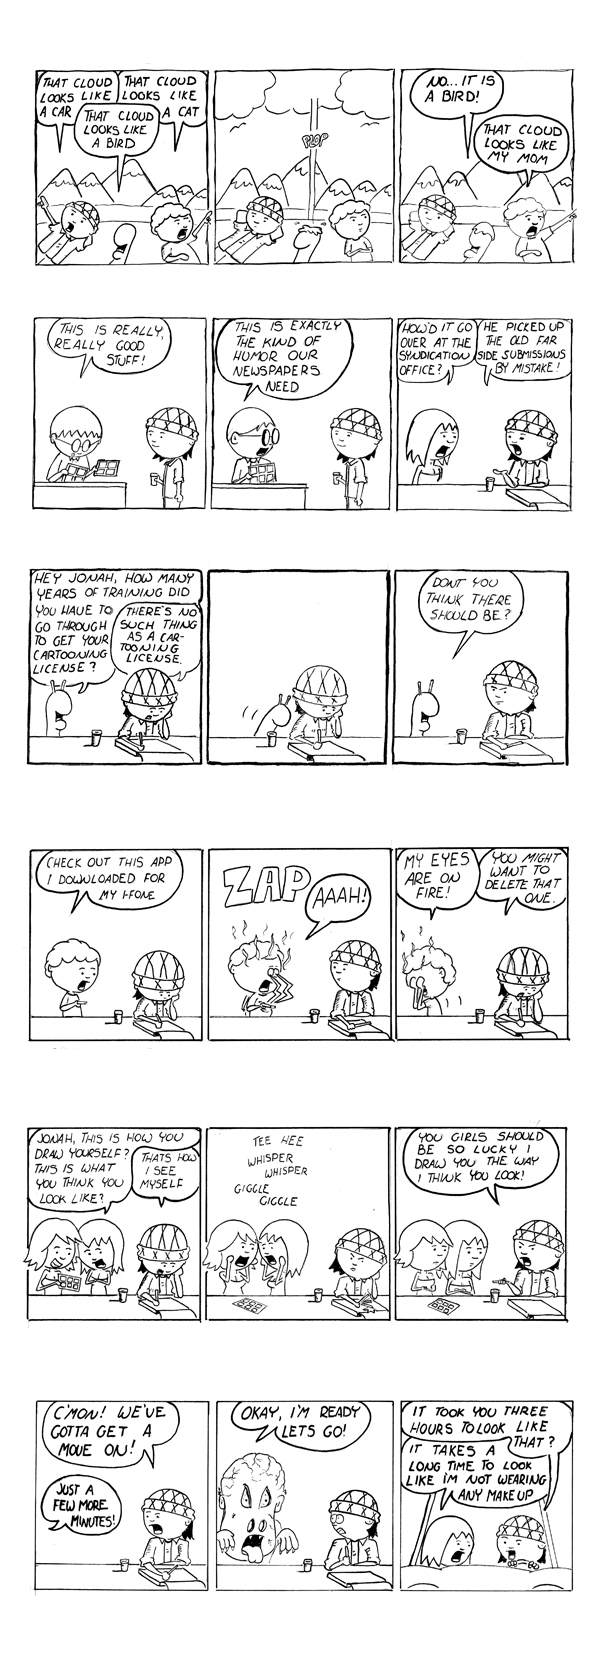 THAT CLOUD
LOOKS LIKE
A CAR
THAT CLOUD
LOOKS LIKE
A CAT
THAT CLOUD
LOOKS LIKE
A BIRD
PLOP
NO... IT IS
A BIRD!
THAT CLOUD
LOOKS LIKE
MY MOM
THIS IS REALLY,
REALLY GOOD
STUFF!
THIS IS EXACTLY
THE KIND OF
HUMOR OUR
NEWSPAPERS
NEED
HOW'D IT GO
OVER AT THE
SYNDICATION
OFFICE?
HE PICKED UP
THE OLD FAR
SIDE SUBMISSIONS
BY MISTAKE!
HEY JONAH, HOW MANY
YEARS OF TRAINING DID
YOU HAVE TO
GO THROUGH
TO GET YOUR
CARTOONING
LICENSE?
THERE'S NO
SUCH THING
AS A CAR-
TOONING
LICENSE.
DONT YOU
THINK THERE
SHOULD BE?
CHECK OUT THIS APP
I DOWNLOADED FOR
MY I-FONE
ZAP
AAAH!
MY EYES
ARE ON
FIRE!
YOU MIGHT
WANT TO
DELETE THAT
ONE.
JONAH, THIS IS HOW YOU
DRAW YOURSELF?
THIS IS WHAT
YOU THINK YOU
LOOK LIKE?
THATS HOW
I SEE
MYSELF
TEE HEE
WHISPER
WHISPER
GIGGLE
GIGGLE
YOU GIRLS SHOULD
BE SO LUCKY I
DRAW YOU THE WAY
I THINK YOU LOOK!
C'MON! WE'VE
GOTTA GET A
MOVE ON!
JUST A
FEW MORE
MINUTES!
OKAY, I'M READY
LETS GO!
IT TOOK YOU THREE
HOURS TO LOOK LIKE
THAT?
IT TAKES A
LONG TIME TO LOOK
LIKE I'M NOT WEARING
ANY MAKE UP